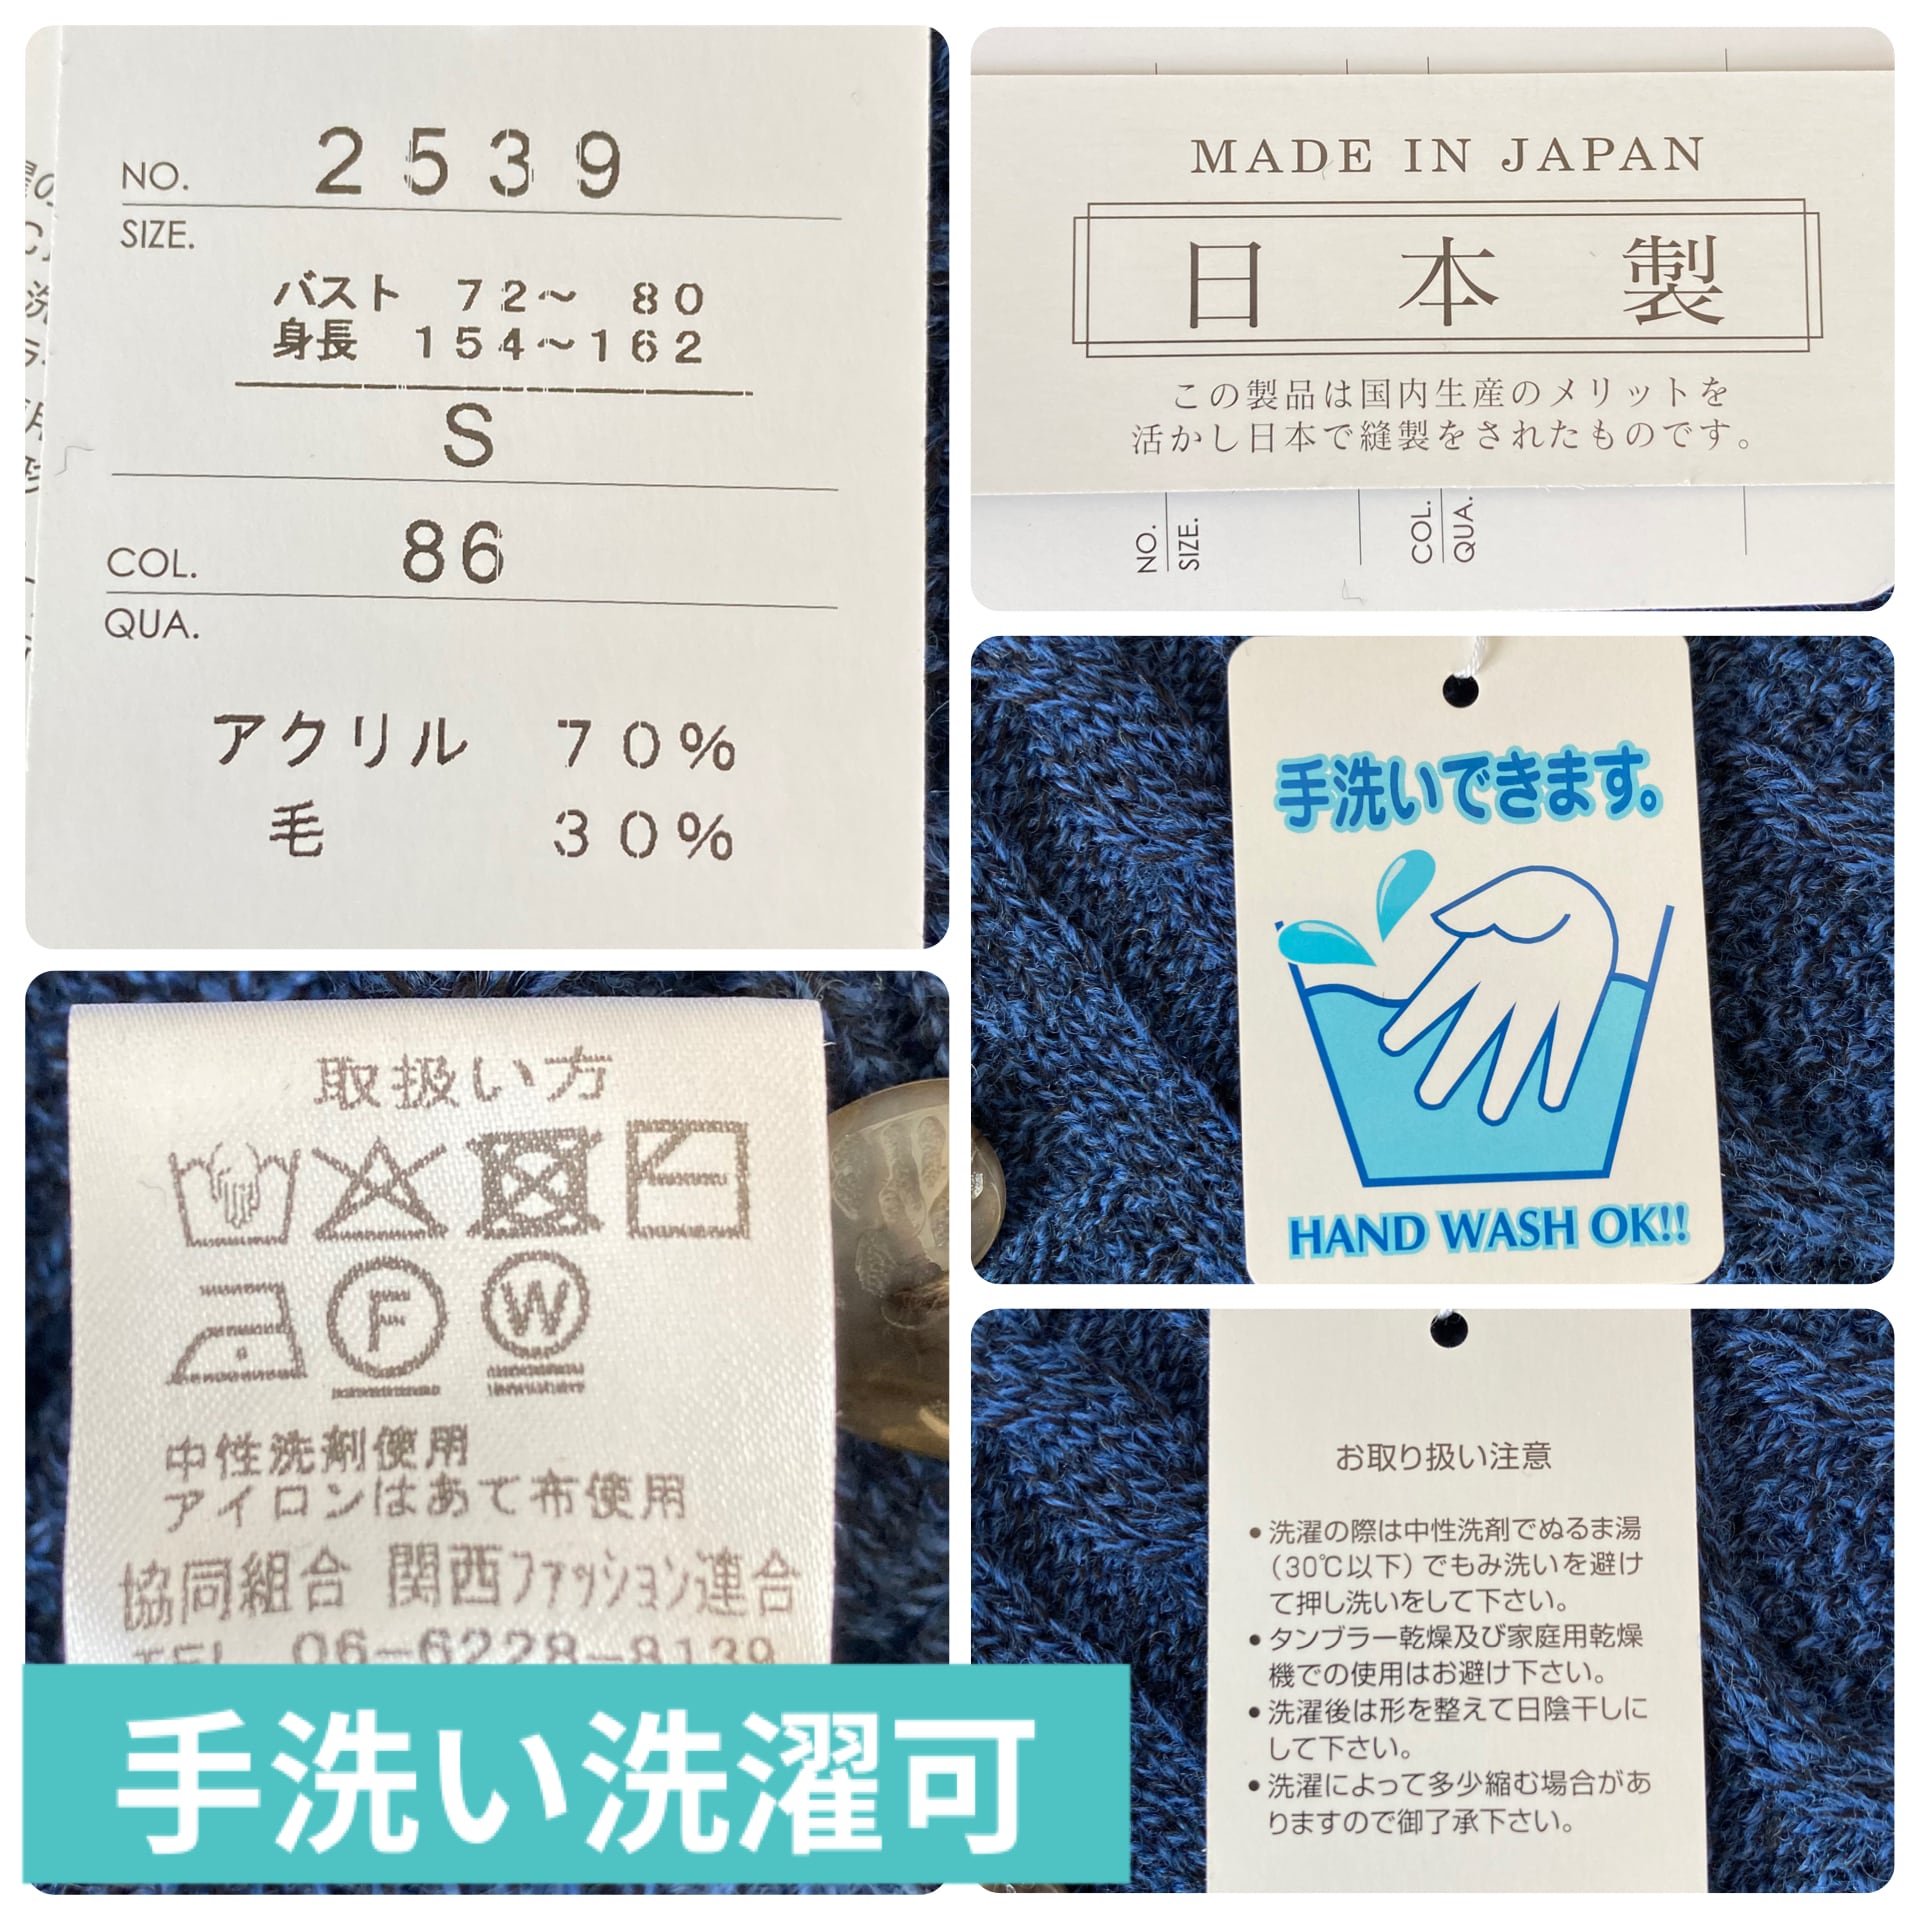 NO. 2539
SIZE.
バスト 72～ 80
身長 154～162
S
COL. 86
QUA.
アクリル 70%
毛 30%
MADE IN JAPAN
日本製
この製品は国内生産のメリットを
活かし日本で縫製をされたものです。
NO.
SIZE.
COL.
QUA.
手洗いできます。
HAND WASH OK!!
取扱い方
F
W
中性洗剤使用
アイロンはあて布使用
協同組合 関西ファッション連合
TEL 06-6228-8139
手洗い洗濯可
お取り扱い注意
●洗濯の際は中性洗剤でぬるま湯
（30℃以下）でもみ洗いを避け
て押し洗いをして下さい。
●タンブラー乾燥及び家庭用乾燥
機での使用はお避け下さい。
●洗濯後は形を整えて日陰干しに
して下さい。
●洗濯によって多少縮む場合があ
りますので御了承下さい。